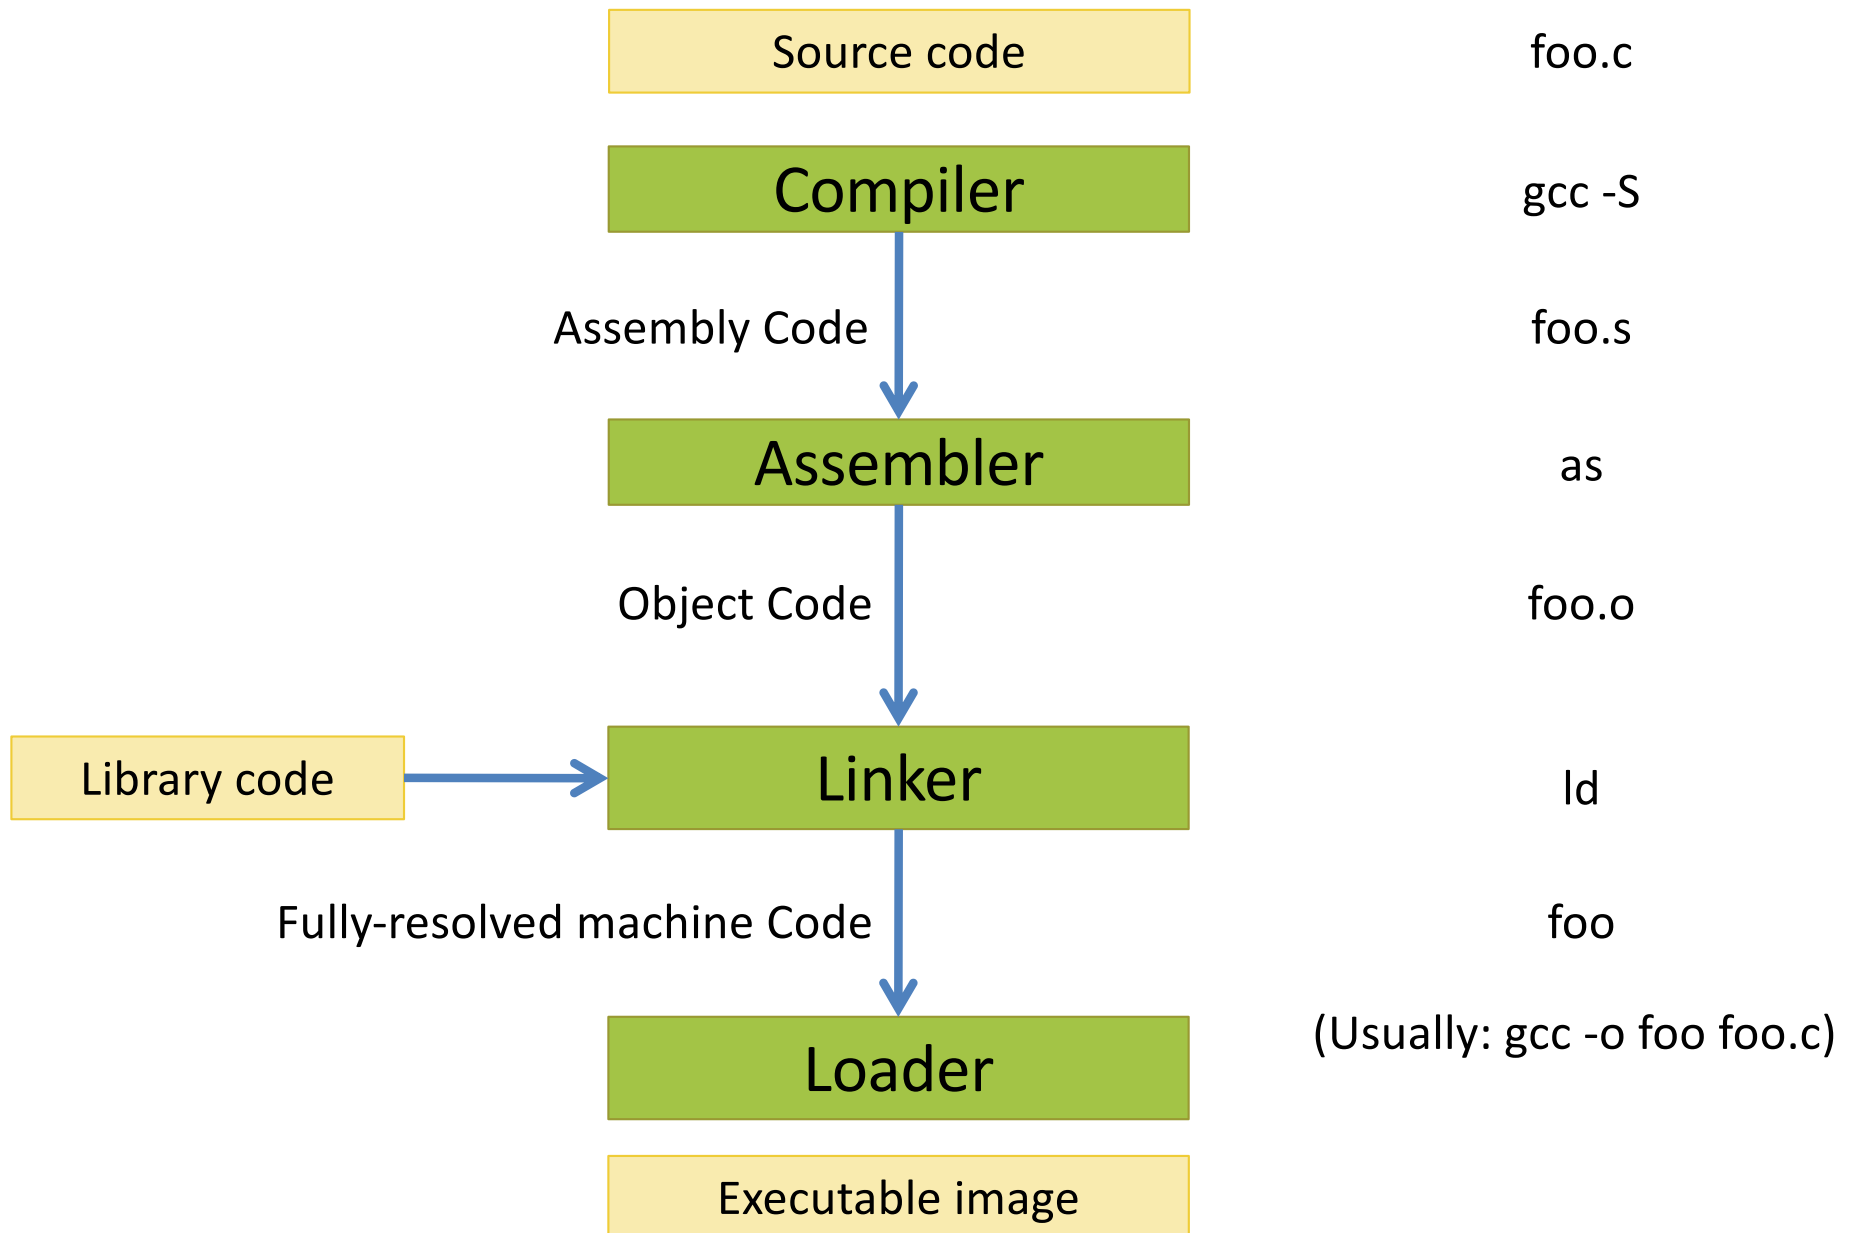 Source code
foo.c
Compiler
gcc -S
Assembly Code
foo.s
Assembler
as
Object Code
foo.o
Library code
Linker
ld
Fully-resolved machine Code
foo
Loader
(Usually: gcc -o foo foo.c)
Executable image